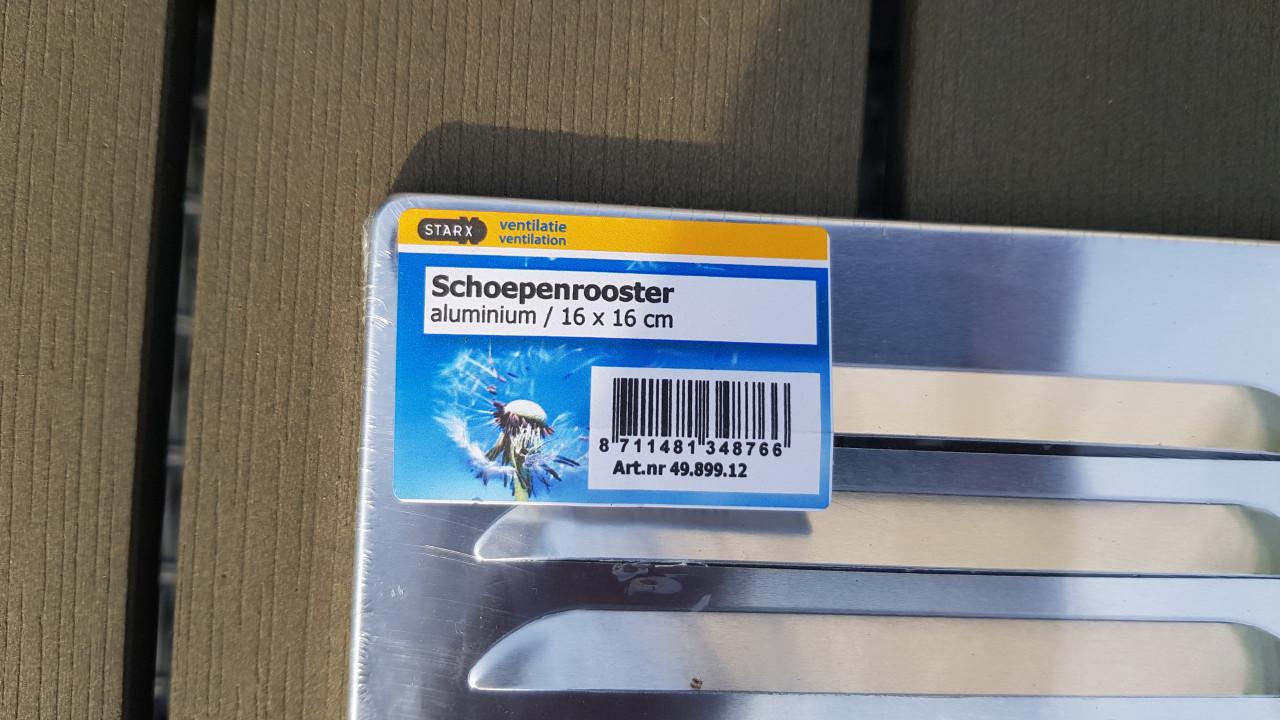 STARX
ventilatie
ventilation
Schoepenrooster
aluminium / 16 x 16 cm
8 711481 348766
Art.nr 49.899.12